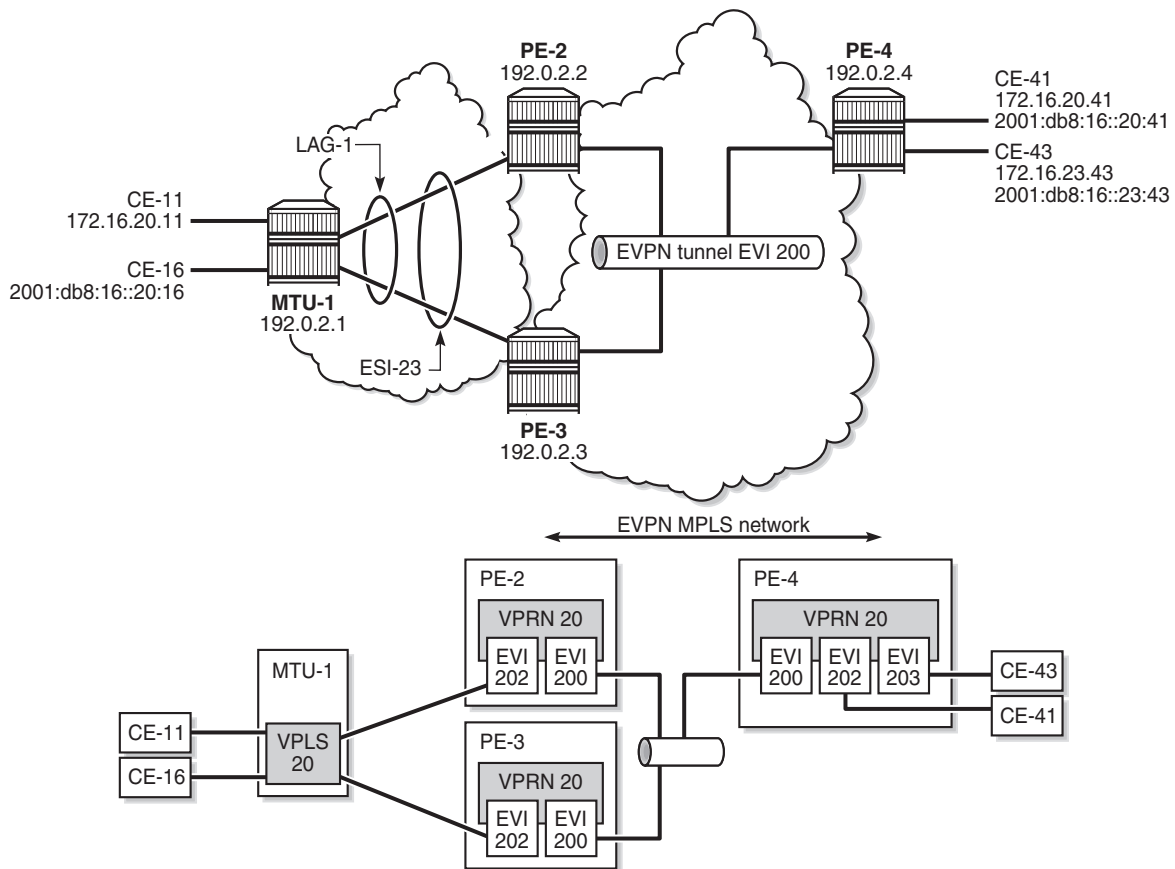 PE-2
192.0.2.2
PE-4
192.0.2.4
CE-41
172.16.20.41
2001:db8:16::20:41
CE-43
172.16.23.43
2001:db8:16::23:43
LAG-1
CE-11
172.16.20.11
CE-16
2001:db8:16::20:16
MTU-1
192.0.2.1
EVPN tunnel EVI 200
ESI-23
PE-3
192.0.2.3
EVPN MPLS network
PE-2
VPRN 20
EVI
202
EVI
200
PE-4
VPRN 20
EVI
200
EVI
202
EVI
203
MTU-1
VPLS
20
CE-11
CE-16
CE-43
CE-41
PE-3
VPRN 20
EVI
202
EVI
200